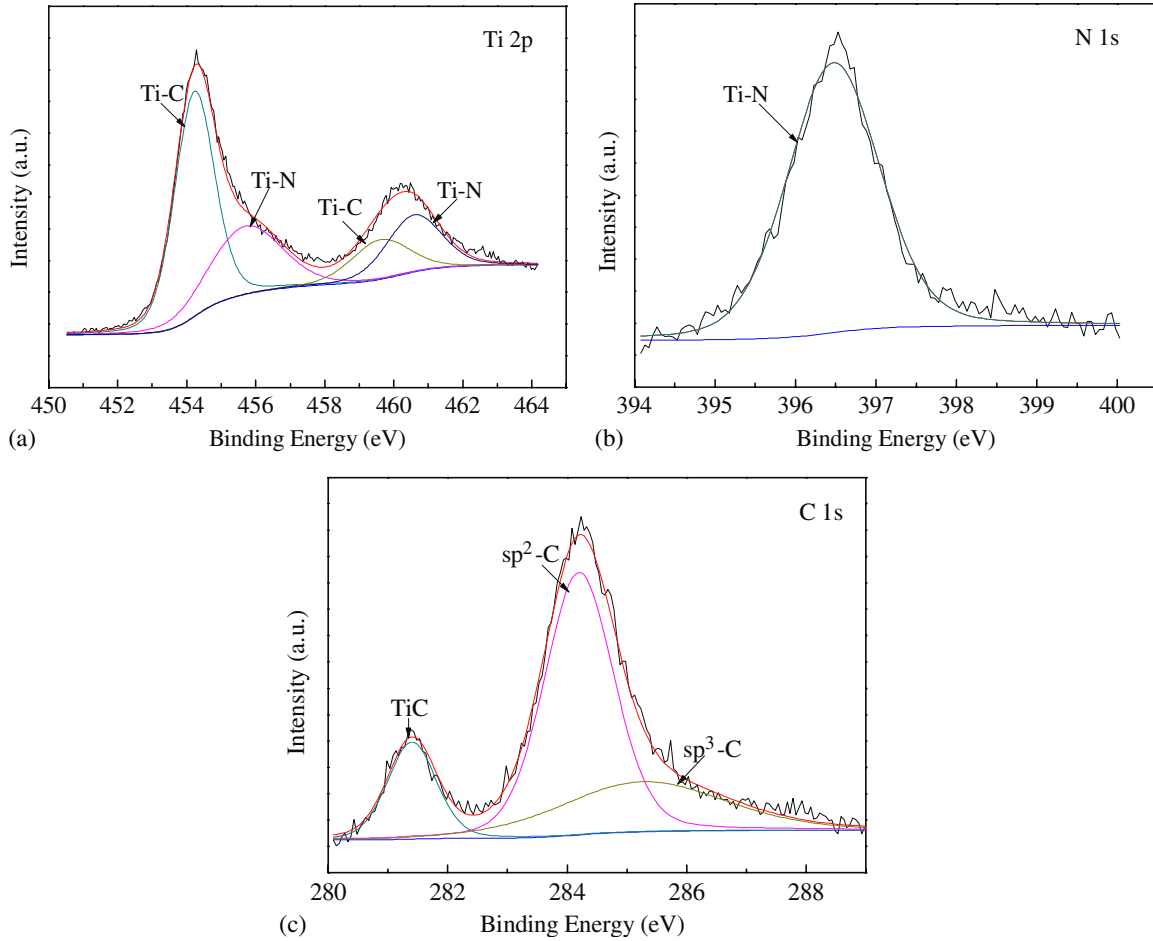 Ti 2p
Ti-C
Ti-N
Ti-C
Ti-N
Intensity (a.u.)
450 452 454 456 458 460 462 464
Binding Energy (eV)
(a)
N 1s
Ti-N
Intensity (a.u.)
394 395 396 397 398 399 400
Binding Energy (eV)
(b)
C 1s
sp²-C
TiC
sp³-C
Intensity (a.u.)
280 282 284 286 288
Binding Energy (eV)
(c)